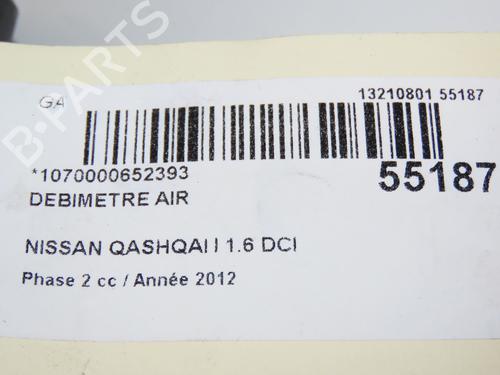 GA
13210801 55187
*1070000652393
55187
DEBIMETRE AIR
NISSAN QASHQAI I 1.6 DCI
Phase 2 cc / Année 2012
B-PARTS